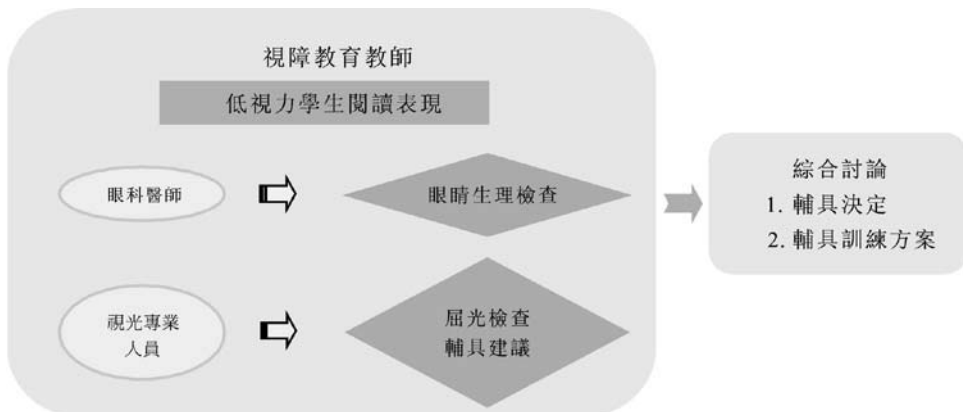 視障教育教師
低視力學生閱讀表現
眼科醫師
眼睛生理檢查
視光專業
人員
屈光檢查
輔具建議
綜合討論
1. 輔具決定
2. 輔具訓練方案